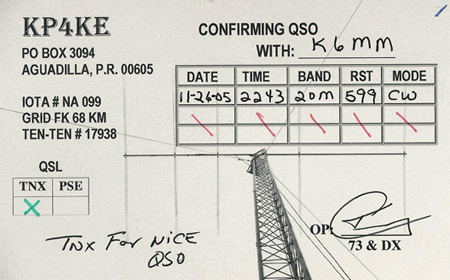 KP4KE
PO BOX 3094
AGUADILLA, P.R. 00605
IOTA # NA 099
GRID FK 68 KM
TEN-TEN # 17938
QSL
TNX PSE
X
TNX FOR NICE
QSO
CONFIRMING QSO
WITH: K6MM
DATE TIME BAND RST MODE
11-26-05 2243 20M 599 CW
OP:
73 & DX